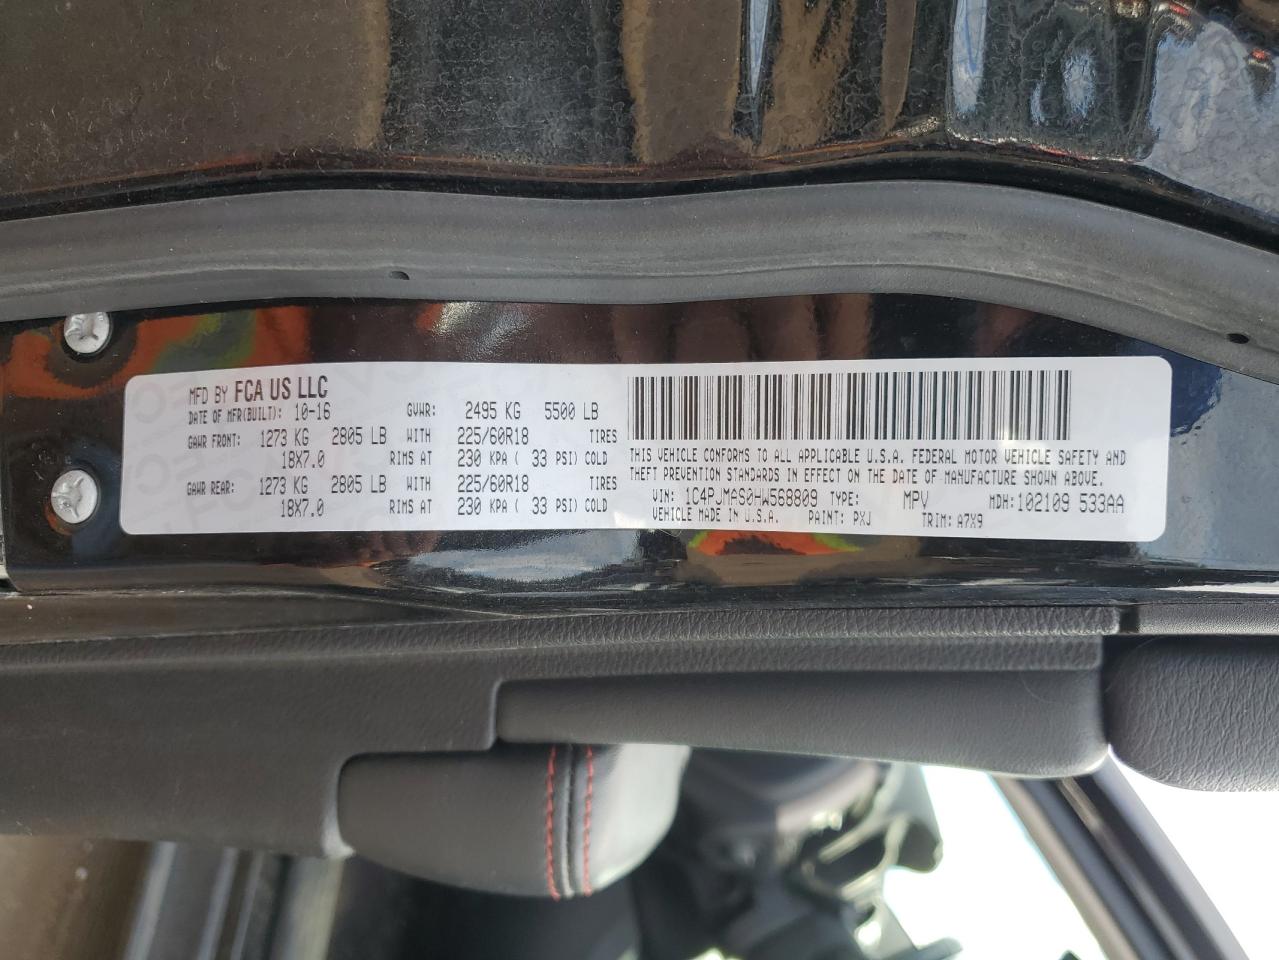 MFD BY FCA US LLC
DATE OF MFR(BUILT): 10-16 GVWR: 2495 KG 5500 LB
GAWR FRONT: 1273 KG 2805 LB WITH 225/60R18 TIRES
18X7.0 RIMS AT 230 KPA ( 33 PSI) COLD
GAWR REAR: 1273 KG 2805 LB WITH 225/60R18 TIRES
18X7.0 RIMS AT 230 KPA ( 33 PSI) COLD
THIS VEHICLE CONFORMS TO ALL APPLICABLE U.S.A. FEDERAL MOTOR VEHICLE SAFETY AND
THEFT PREVENTION STANDARDS IN EFFECT ON THE DATE OF MANUFACTURE SHOWN ABOVE.
VIN: 1C4PJMAS0HW568809 TYPE: MPV MDH:102109 533AA
VEHICLE MADE IN U.S.A. PAINT: PXJ TRIM: A7X9